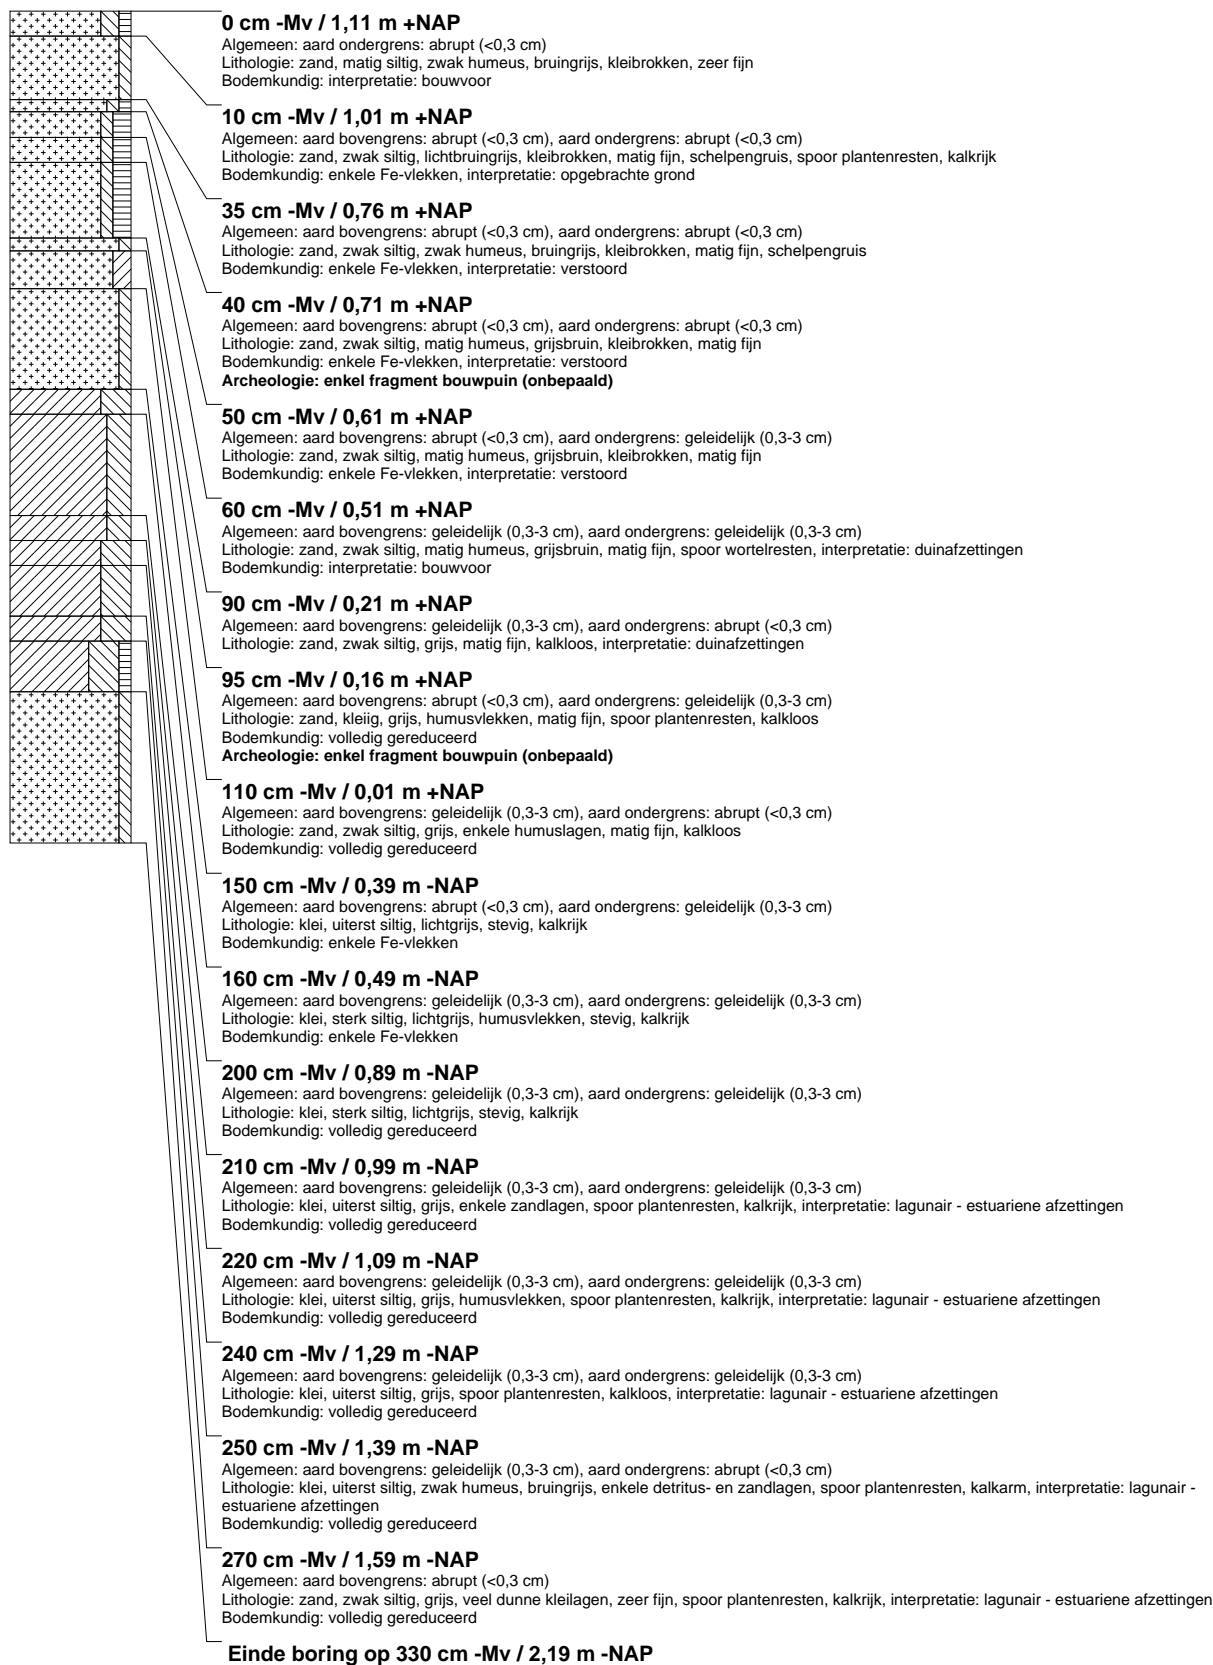 0 cm -Mv / 1,11 m +NAP
Algemeen: aard ondergrens: abrupt (<0,3 cm)
Lithologie: zand, matig siltig, zwak humeus, bruingrijs, kleibrokken, zeer fijn
Bodemkundig: interpretatie: bouwvoor
10 cm -Mv / 1,01 m +NAP
Algemeen: aard bovengrens: abrupt (<0,3 cm), aard ondergrens: abrupt (<0,3 cm)
Lithologie: zand, zwak siltig, lichtbruingrijs, kleibrokken, matig fijn, schelpengruis, spoor plantenresten, kalkrijk
Bodemkundig: enkele Fe-vlekken, interpretatie: opgebrachte grond
35 cm -Mv / 0,76 m +NAP
Algemeen: aard bovengrens: abrupt (<0,3 cm), aard ondergrens: abrupt (<0,3 cm)
Lithologie: zand, zwak siltig, zwak humeus, bruingrijs, kleibrokken, matig fijn, schelpengruis
Bodemkundig: enkele Fe-vlekken, interpretatie: verstoord
40 cm -Mv / 0,71 m +NAP
Algemeen: aard bovengrens: abrupt (<0,3 cm), aard ondergrens: abrupt (<0,3 cm)
Lithologie: zand, zwak siltig, matig humeus, grijsbruin, kleibrokken, matig fijn
Bodemkundig: enkele Fe-vlekken, interpretatie: verstoord
Archeologie: enkel fragment bouwpuin (onbepaald)
50 cm -Mv / 0,61 m +NAP
Algemeen: aard bovengrens: abrupt (<0,3 cm), aard ondergrens: geleidelijk (0,3-3 cm)
Lithologie: zand, zwak siltig, matig humeus, grijsbruin, kleibrokken, matig fijn
Bodemkundig: enkele Fe-vlekken, interpretatie: verstoord
60 cm -Mv / 0,51 m +NAP
Algemeen: aard bovengrens: geleidelijk (0,3-3 cm), aard ondergrens: geleidelijk (0,3-3 cm)
Lithologie: zand, zwak siltig, matig humeus, grijsbruin, matig fijn, spoor wortelresten, interpretatie: duinafzettingen
Bodemkundig: interpretatie: bouwvoor
90 cm -Mv / 0,21 m +NAP
Algemeen: aard bovengrens: geleidelijk (0,3-3 cm), aard ondergrens: abrupt (<0,3 cm)
Lithologie: zand, zwak siltig, grijs, matig fijn, kalkloos, interpretatie: duinafzettingen
95 cm -Mv / 0,16 m +NAP
Algemeen: aard bovengrens: abrupt (<0,3 cm), aard ondergrens: geleidelijk (0,3-3 cm)
Lithologie: zand, kleiig, grijs, humusvlekken, matig fijn, spoor plantenresten, kalkloos
Bodemkundig: volledig gereduceerd
Archeologie: enkel fragment bouwpuin (onbepaald)
110 cm -Mv / 0,01 m +NAP
Algemeen: aard bovengrens: geleidelijk (0,3-3 cm), aard ondergrens: abrupt (<0,3 cm)
Lithologie: zand, zwak siltig, grijs, enkele humuslagen, matig fijn, kalkloos
Bodemkundig: volledig gereduceerd
150 cm -Mv / 0,39 m -NAP
Algemeen: aard bovengrens: abrupt (<0,3 cm), aard ondergrens: geleidelijk (0,3-3 cm)
Lithologie: klei, uiterst siltig, lichtgrijs, stevig, kalkrijk
Bodemkundig: enkele Fe-vlekken
160 cm -Mv / 0,49 m -NAP
Algemeen: aard bovengrens: geleidelijk (0,3-3 cm), aard ondergrens: geleidelijk (0,3-3 cm)
Lithologie: klei, sterk siltig, lichtgrijs, humusvlekken, stevig, kalkrijk
Bodemkundig: enkele Fe-vlekken
200 cm -Mv / 0,89 m -NAP
Algemeen: aard bovengrens: geleidelijk (0,3-3 cm), aard ondergrens: geleidelijk (0,3-3 cm)
Lithologie: klei, sterk siltig, lichtgrijs, stevig, kalkrijk
Bodemkundig: volledig gereduceerd
210 cm -Mv / 0,99 m -NAP
Algemeen: aard bovengrens: geleidelijk (0,3-3 cm), aard ondergrens: geleidelijk (0,3-3 cm)
Lithologie: klei, uiterst siltig, grijs, enkele zandlagen, spoor plantenresten, kalkrijk, interpretatie: lagunair - estuariene afzettingen
Bodemkundig: volledig gereduceerd
220 cm -Mv / 1,09 m -NAP
Algemeen: aard bovengrens: geleidelijk (0,3-3 cm), aard ondergrens: geleidelijk (0,3-3 cm)
Lithologie: klei, uiterst siltig, grijs, humusvlekken, spoor plantenresten, kalkrijk, interpretatie: lagunair - estuariene afzettingen
Bodemkundig: volledig gereduceerd
240 cm -Mv / 1,29 m -NAP
Algemeen: aard bovengrens: geleidelijk (0,3-3 cm), aard ondergrens: geleidelijk (0,3-3 cm)
Lithologie: klei, uiterst siltig, grijs, spoor plantenresten, kalkloos, interpretatie: lagunair - estuariene afzettingen
Bodemkundig: volledig gereduceerd
250 cm -Mv / 1,39 m -NAP
Algemeen: aard bovengrens: geleidelijk (0,3-3 cm), aard ondergrens: abrupt (<0,3 cm)
Lithologie: klei, uiterst siltig, zwak humeus, bruingrijs, enkele detritus- en zandlagen, spoor plantenresten, kalkarm, interpretatie: lagunair -
estuariene afzettingen
Bodemkundig: volledig gereduceerd
270 cm -Mv / 1,59 m -NAP
Algemeen: aard bovengrens: abrupt (<0,3 cm)
Lithologie: zand, zwak siltig, grijs, veel dunne kleilagen, zeer fijn, spoor plantenresten, kalkrijk, interpretatie: lagunair - estuariene afzettingen
Bodemkundig: volledig gereduceerd
Einde boring op 330 cm -Mv / 2,19 m -NAP